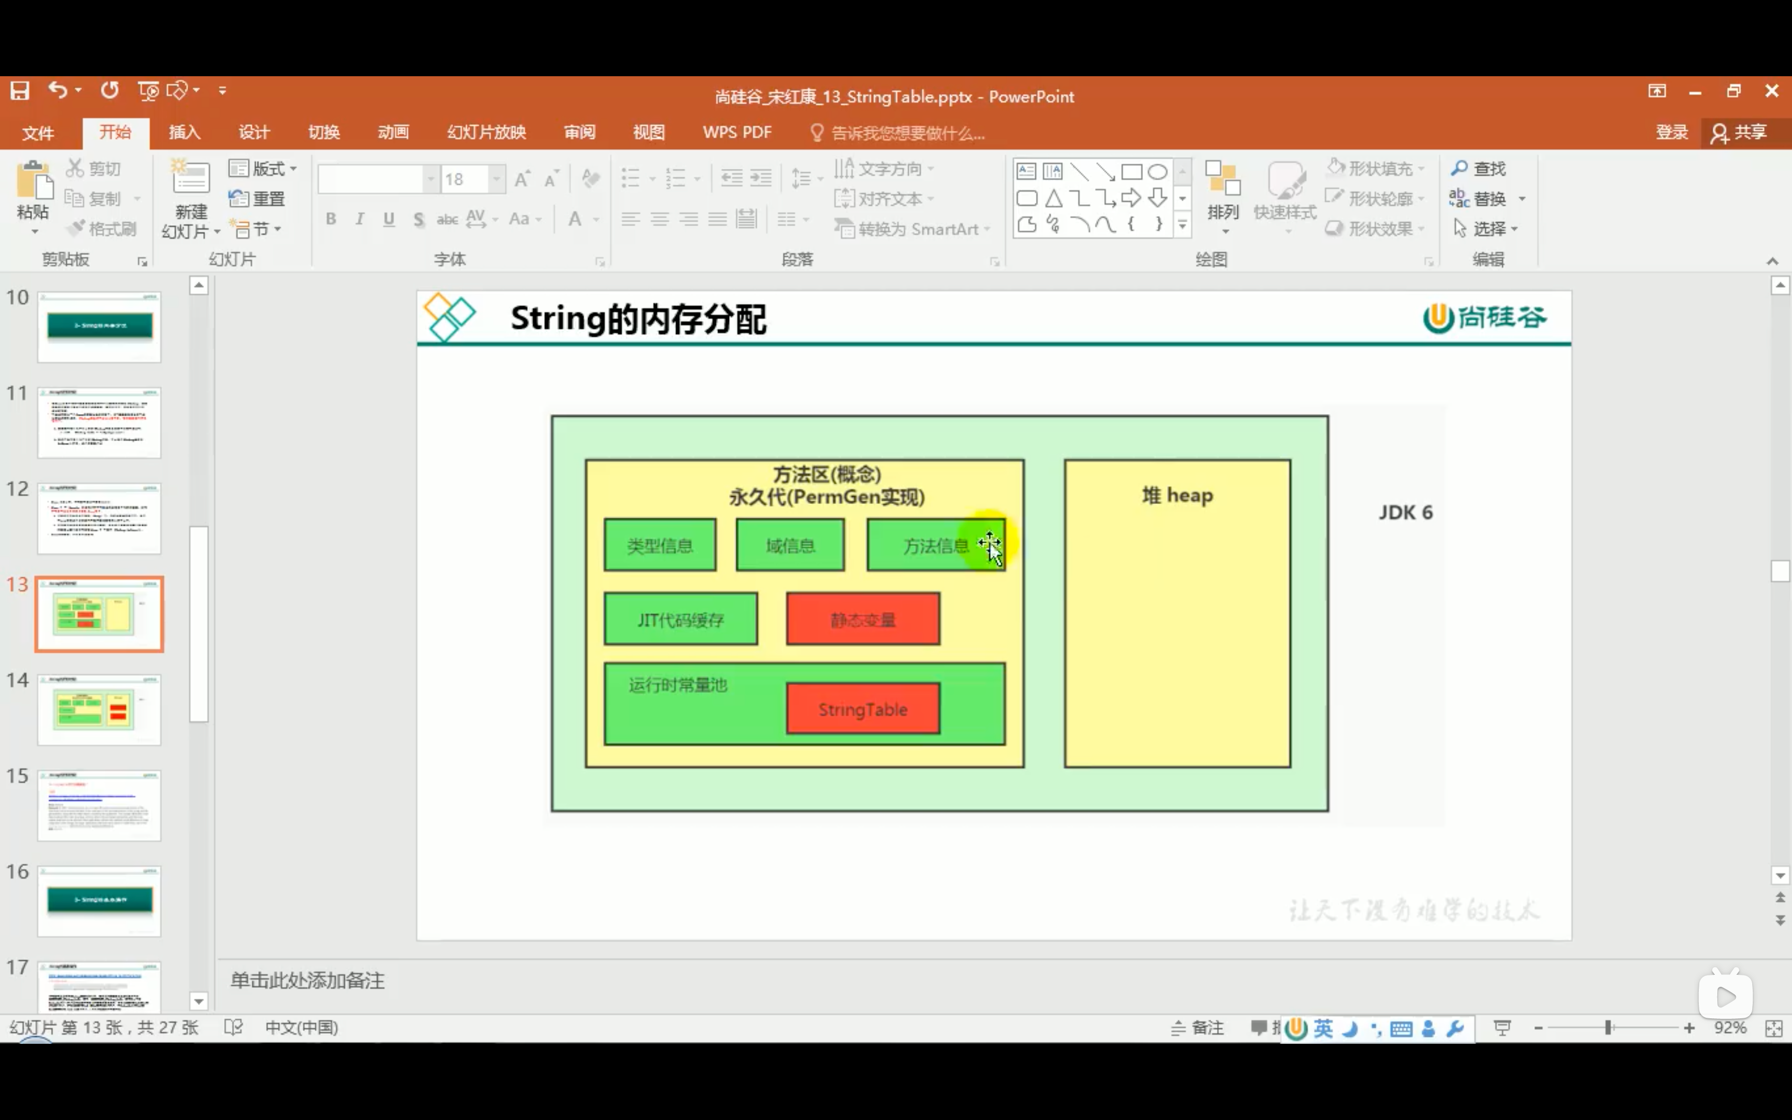 尚硅谷_宋红康_13_StringTable.pptx - PowerPoint
文件 开始 插入 设计 切换 动画 幻灯片放映 审阅 视图 WPS PDF 告诉我您想要做什么... 登录 共享
粘贴
剪切
复制
格式刷
剪贴板
新建
幻灯片
版式
重置
节
幻灯片
18
B I U S abc AV Aa A
字体
文字方向
对齐文本
转换为 SmartArt
段落
排列
快速样式
形状填充
形状轮廓
形状效果
绘图
查找
替换
选择
编辑
10
11
12
13
14
15
16
17
String的内存分配
尚硅谷
方法区(概念)
永久代(PermGen实现)
类型信息 域信息 方法信息
JIT代码缓存 静态变量
运行时常量池
StringTable
堆 heap
JDK 6
让天下没有难学的技术
单击此处添加备注
幻灯片 第 13 张，共 27 张 中文(中国) 备注 英 92%